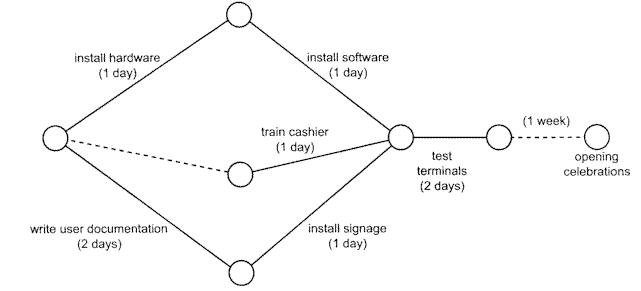 install hardware
(1 day)
install software
(1 day)
train cashier
(1 day)
(1 week)
test
terminals
(2 days)
opening
celebrations
write user documentation
(2 days)
install signage
(1 day)